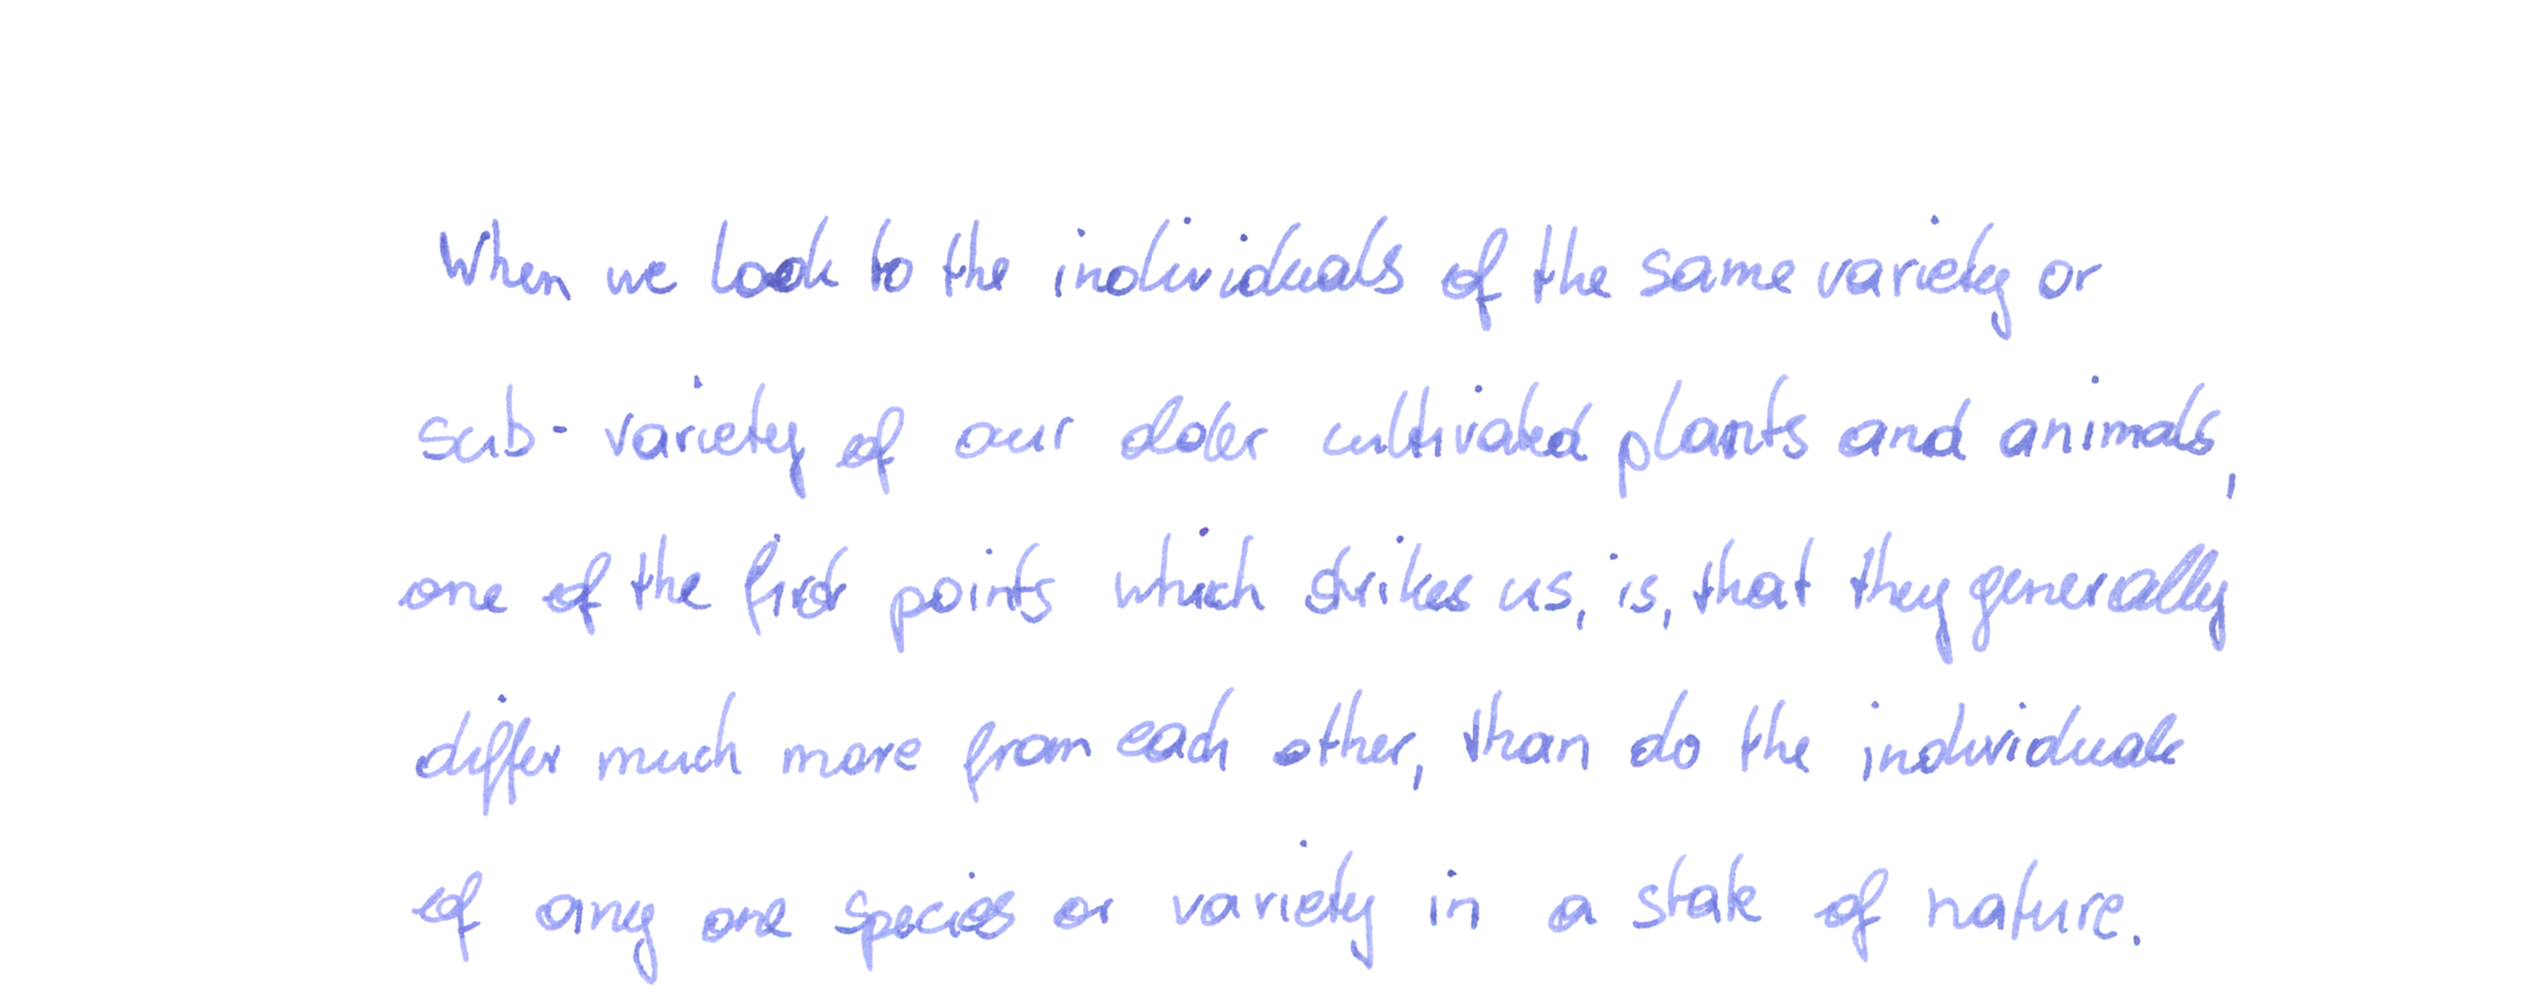 When we look to the individuals of the same variety or
sub-variety of our older cultivated plants and animals,
one of the first points which strikes us, is, that they generally
differ much more from each other, than do the individuals
of any one species or variety in a state of nature.